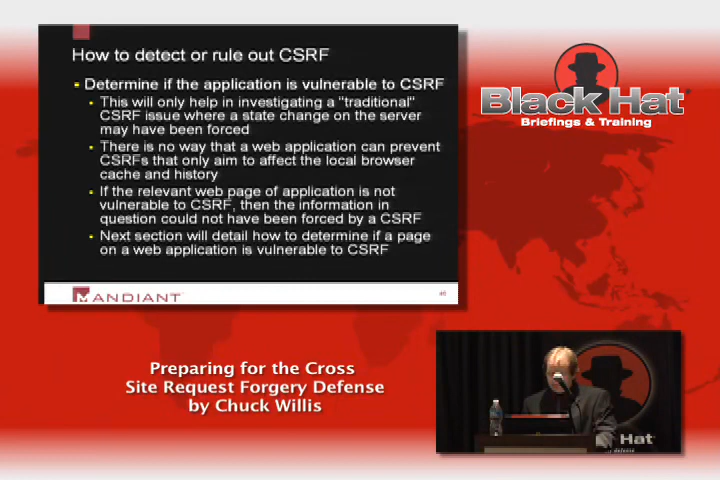 How to detect or rule out CSRF
Determine if the application is vulnerable to CSRF
This will only help in investigating a "traditional"
CSRF issue where a state change on the server
may have been forced
There is no way that a web application can prevent
CSRFs that only aim to affect the local browser
cache and history
If the relevant web page of application is not
vulnerable to CSRF, then the information in
question could not have been forced by a CSRF
Next section will detail how to determine if a page
on a web application is vulnerable to CSRF
MANDIANT
Black Hat
Briefings & Training
Preparing for the Cross
Site Request Forgery Defense
by Chuck Willis
Hat
defense